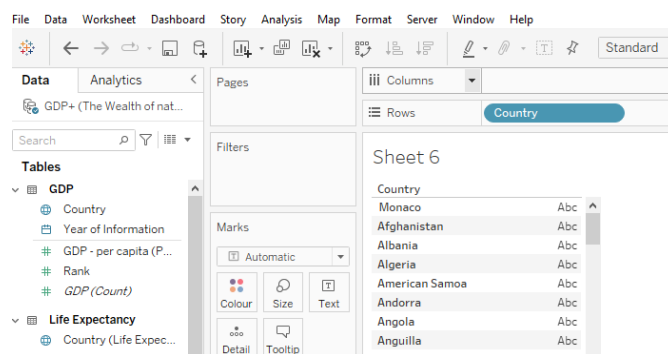 File Data Worksheet Dashboard Story Analysis Map Format Server Window Help
T Standard
Data Analytics
GDP+ (The Wealth of nat...
Search
Tables
GDP
Country
Year of Information
GDP - per capita (P...
Rank
GDP (Count)
Life Expectancy
Country (Life Expec...
Pages
Filters
Marks
T Automatic
T
Colour Size Text
Detail Tooltip
iii Columns
Rows Country
Sheet 6
Country
Monaco Abc
Afghanistan Abc
Albania Abc
Algeria Abc
American Samoa Abc
Andorra Abc
Angola Abc
Anguilla Abc